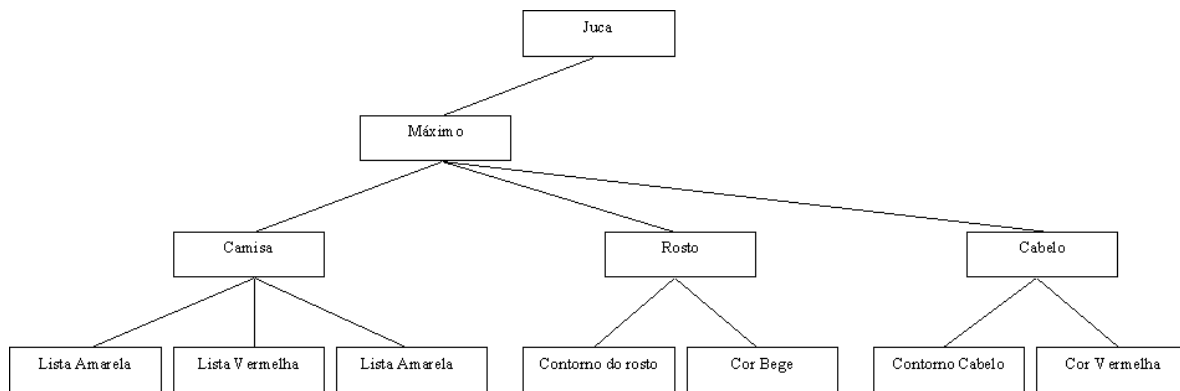 Juca
Máximo
Camisa
Rosto
Cabelo
Lista Amarela
Lista Vermelha
Lista Amarela
Contorno do rosto
Cor Bege
Contorno Cabelo
Cor Vermelha